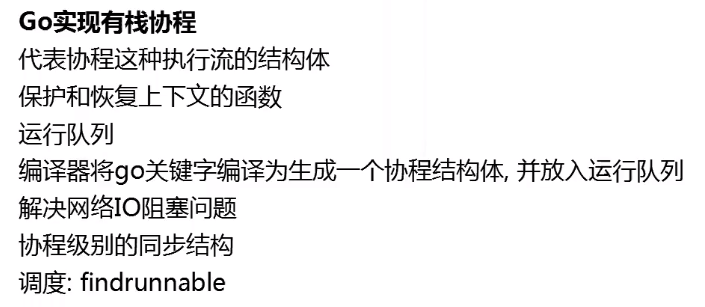 Go实现有栈协程
代表协程这种执行流的结构体
保护和恢复上下文的函数
运行队列
编译器将go关键字编译为生成一个协程结构体, 并放入运行队列
解决网络IO阻塞问题
协程级别的同步结构
调度: findrunnable